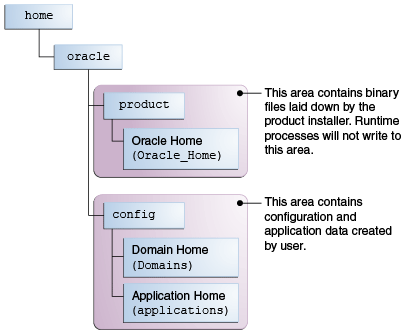 home
oracle
product
Oracle Home
(Oracle_Home)
This area contains binary
files laid down by the
product installer. Runtime
processes will not write to
this area.
config
Domain Home
(Domains)
Application Home
(applications)
This area contains
configuration and
application data created
by user.